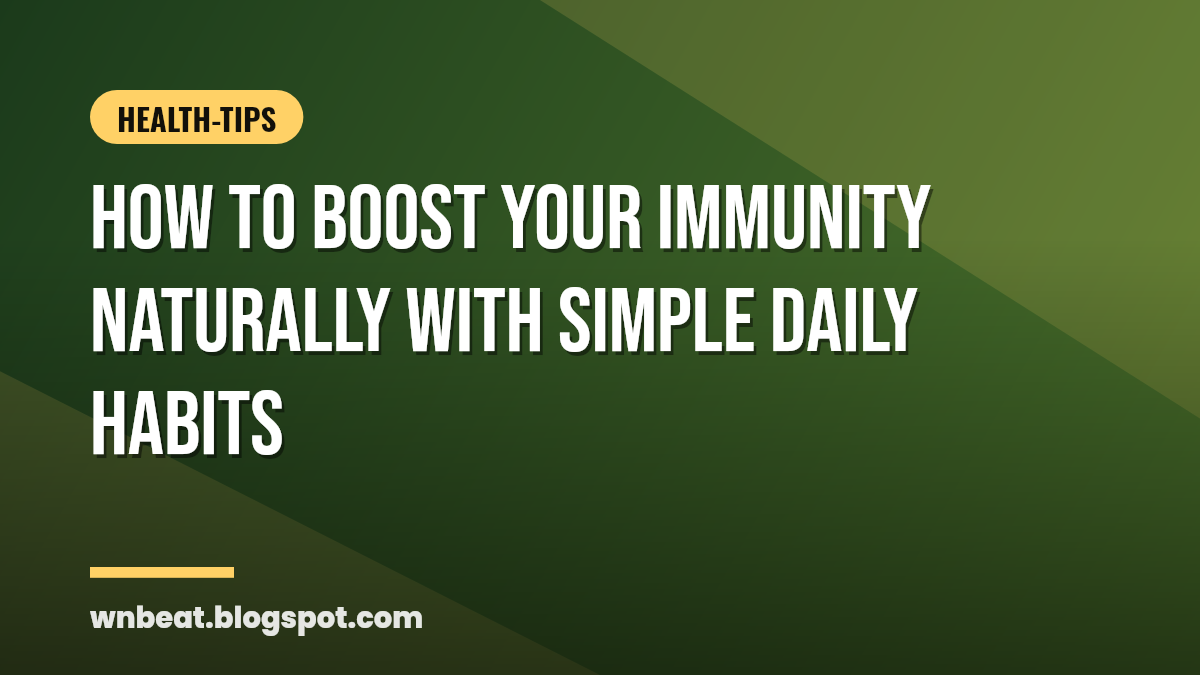 HEALTH-TIPS
HOW TO BOOST YOUR IMMUNITY
NATURALLY WITH SIMPLE DAILY
HABITS
wnbeat.blogspot.com